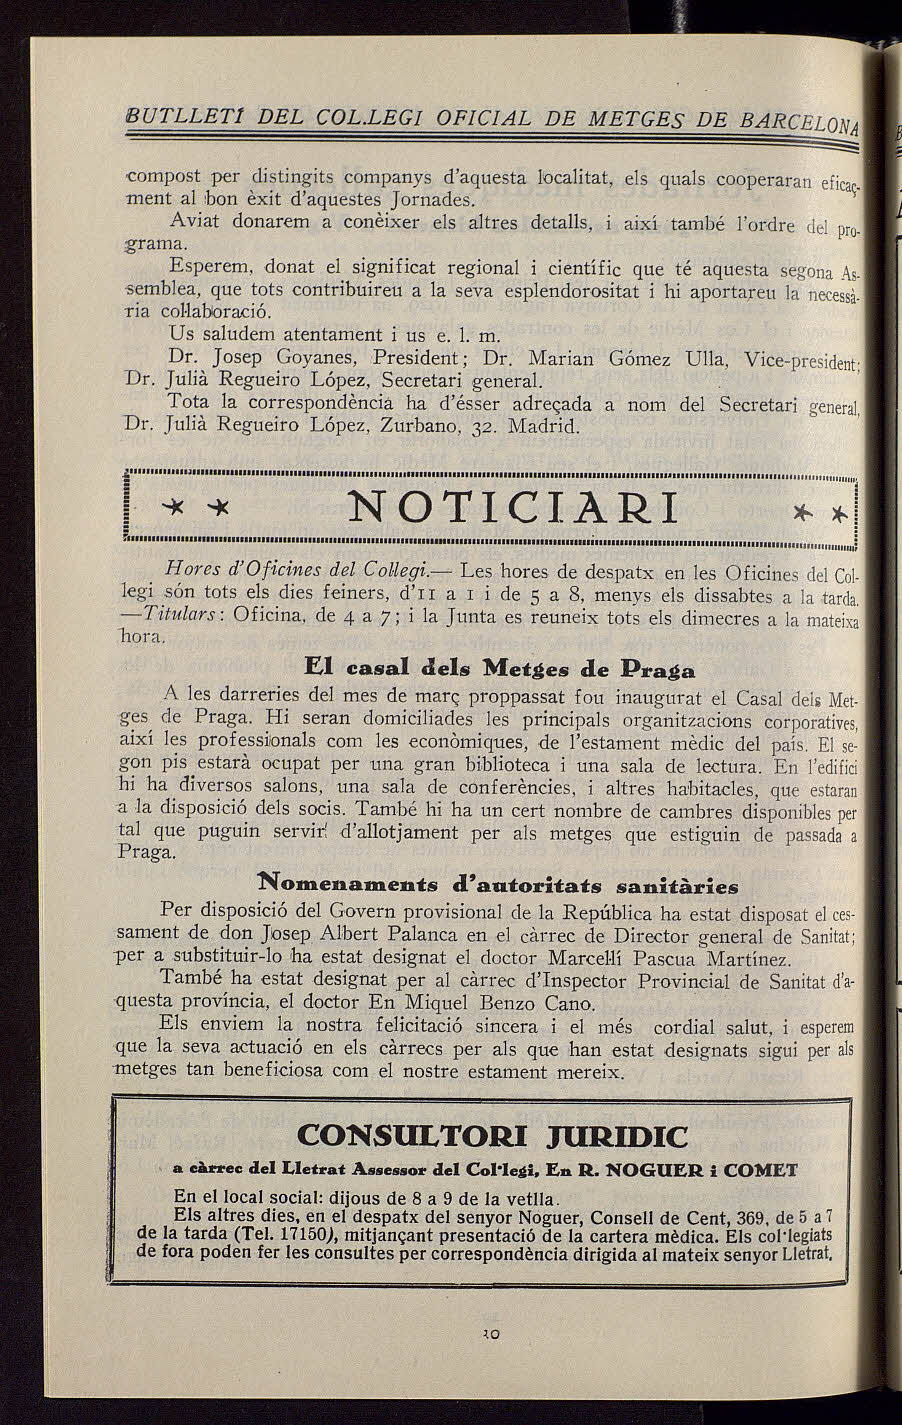 BUTLLETÍ DEL COL.LEGI OFICIAL DE METGES DE BARCELONA
compost per distingits companys d'aquesta localitat, els quals cooperaran eficaç-
ment al bon èxit d'aquestes Jornades.
Aviat donarem a conèixer els altres detalls, i així també l'ordre del pro-
grama.
Esperem, donat el significat regional i científic que té aquesta segona As-
semblea, que tots contribuireu a la seva esplendorositat i hi aportareu la necessà-
ria col·laboració.
Us saludem atentament i us e. l. m.
Dr. Josep Goyanes, President; Dr. Marian Gómez Ulla, Vice-president;
Dr. Julià Regueiro López, Secretari general.
Tota la correspondència ha d'ésser adreçada a nom del Secretari general,
Dr. Julià Regueiro López, Zurbano, 32. Madrid.
NOTICIARI
Hores d'Oficines del Col·legi.— Les hores de despatx en les Oficines del Col-
legi són tots els dies feiners, d'11 a 1 i de 5 a 8, menys els dissabtes a la tarda.
—Titulars: Oficina, de 4 a 7; i la Junta es reuneix tots els dimecres a la mateixa
hora.
El casal dels Metges de Praga
A les darreries del mes de març proppassat fou inaugurat el Casal dels Met-
ges de Praga. Hi seran domiciliades les principals organitzacions corporatives,
així les professionals com les econòmiques, de l'estament mèdic del país. El se-
gon pis estarà ocupat per una gran biblioteca i una sala de lectura. En l'edifici
hi ha diversos salons, una sala de conferències, i altres habitacles, que estaran
a la disposició dels socis. També hi ha un cert nombre de cambres disponibles per
tal que puguin servir d'allotjament per als metges que estiguin de passada a
Praga.
Nomenaments d'autoritats sanitàries
Per disposició del Govern provisional de la República ha estat disposat el ces-
sament de don Josep Albert Palanca en el càrrec de Director general de Sanitat;
per a substituir-lo ha estat designat el doctor Marcel·lí Pascua Martínez.
També ha estat designat per al càrrec d'Inspector Provincial de Sanitat d'a-
questa província, el doctor En Miquel Benzo Cano.
Els enviem la nostra felicitació sincera i el més cordial salut, i esperem
que la seva actuació en els càrrecs per als que han estat designats sigui per als
metges tan beneficiosa com el nostre estament mereix.
CONSULTORI JURIDIC
a càrrec del Lletrat Assessor del Col·legi, En R. NOGUER i COMET
En el local social: dijous de 8 a 9 de la vetlla.
Els altres dies, en el despatx del senyor Noguer, Consell de Cent, 369, de 5 a 7
de la tarda (Tel. 17150), mitjançant presentació de la cartera mèdica. Els col·legiats
de fora poden fer les consultes per correspondència dirigida al mateix senyor Lletrat.
10